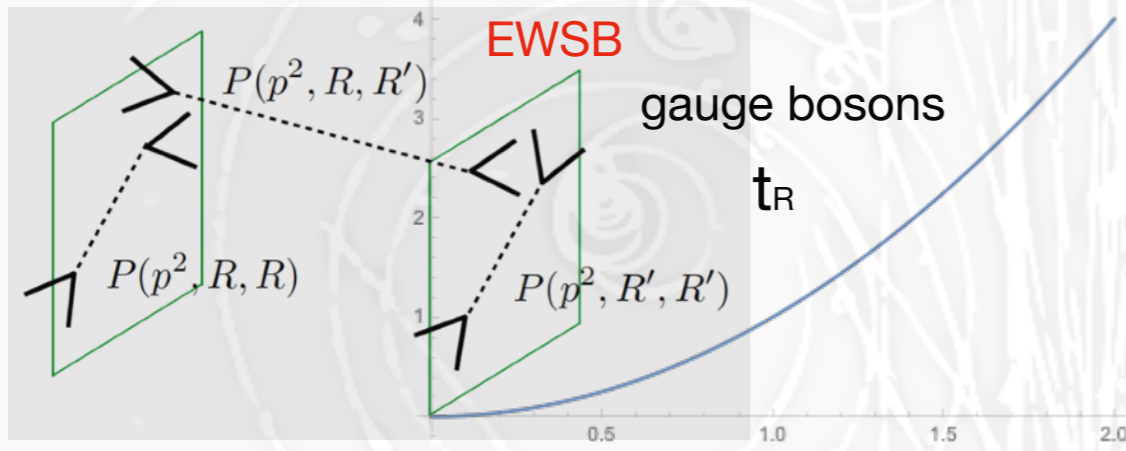 EWSB
P(p², R, R′)
gauge bosons
t_R
P(p², R, R)
P(p², R′, R′)
4
3
2
1
0.5
1.0
1.5
2.0